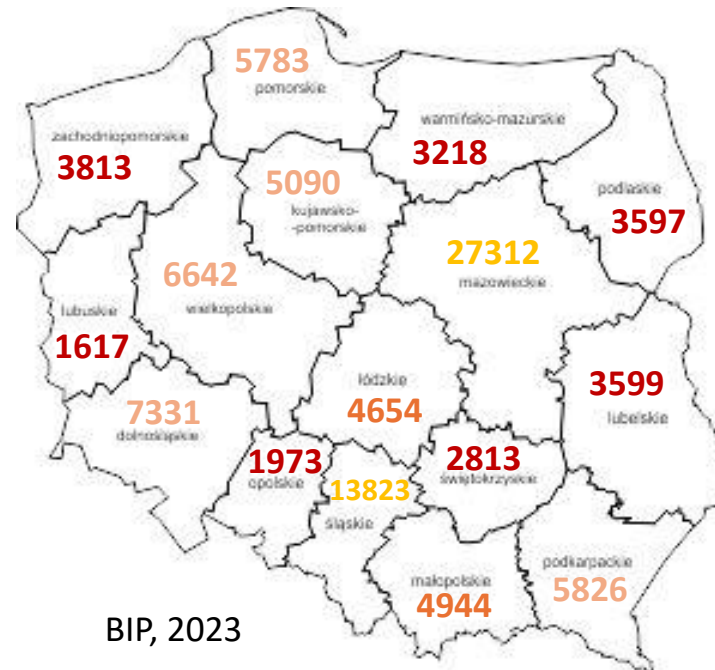 5783
pomorskie
zachodniopomorskie
3813
warmińsko-mazurskie
3218
5090
kujawsko-
-pomorskie
podlaskie
3597
27312
mazowieckie
6642
wielkopolskie
lubuskie
1617
łódzkie
4654
3599
lubelskie
7331
dolnośląskie
1973
opolskie
2813
świętokrzyskie
13823
śląskie
podkarpackie
5826
małopolskie
4944
BIP, 2023